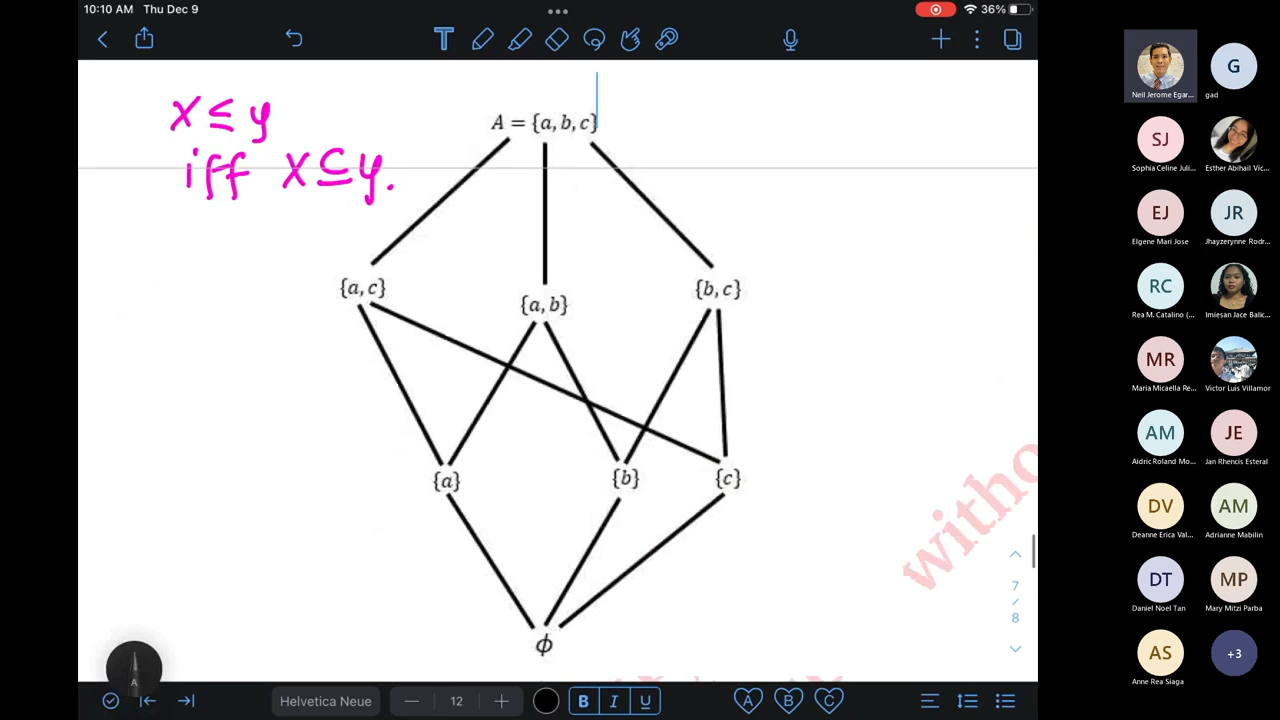 10:10 AM Thu Dec 9
36%
T
x ≤ y
iff x ⊆ y.
A = {a, b, c}
{a, c}
{a, b}
{b, c}
{a}
{b}
{c}
ϕ
witho
7
/
8
A
Helvetica Neue
— 12 +
B I U
A B C
Neil Jerome Egar...
G
gad
SJ
Sophia Celine Juli...
Esther Abihail Vic...
EJ
Elgene Mari Jose
JR
Jhayzerynne Rodr...
RC
Rea M. Catalino (...
Imiesan Jace Balic...
MR
Maria Micaella Re...
Victor Luis Villamor
AM
Aidric Roland Mo...
JE
Jan Rhencis Esteral
DV
Deanne Erica Val...
AM
Adrianne Mabilin
DT
Daniel Noel Tan
MP
Mary Mitzi Parba
AS
Anne Rea Siaga
+3